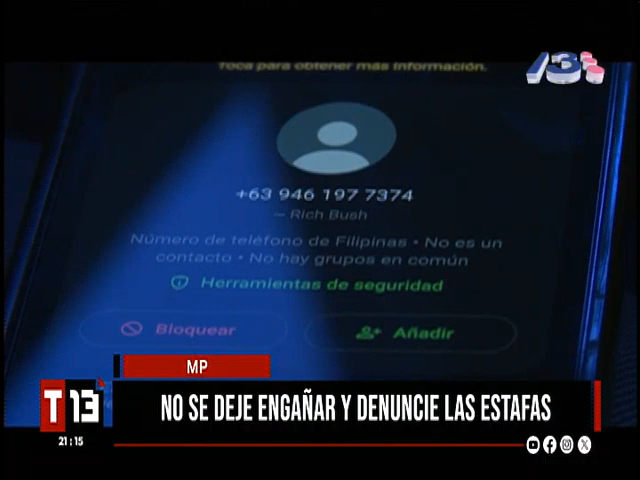 Toca para obtener más información.
13
+63 946 197 7374
~ Rich Bush
Número de teléfono de Filipinas • No es un
contacto • No hay grupos en común
Herramientas de seguridad
Bloquear
Añadir
MP
T13
NO SE DEJE ENGAÑAR Y DENUNCIE LAS ESTAFAS
21:15